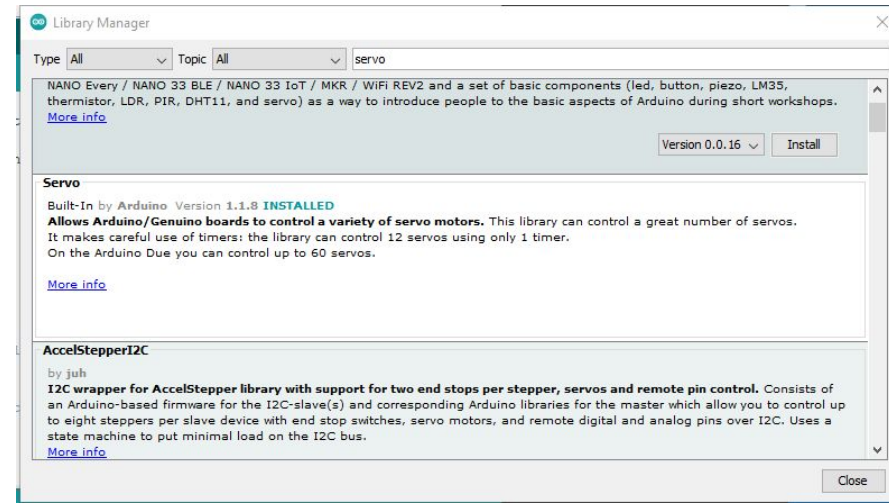 Library Manager
Type All Topic All servo
NANO Every / NANO 33 BLE / NANO 33 IoT / MKR / WiFi REV2 and a set of basic components (led, button, piezo, LM35,
thermistor, LDR, PIR, DHT11, and servo) as a way to introduce people to the basic aspects of Arduino during short workshops.
More info
Version 0.0.16 Install
Servo
Built-In by Arduino Version 1.1.8 INSTALLED
Allows Arduino/Genuino boards to control a variety of servo motors. This library can control a great number of servos.
It makes careful use of timers: the library can control 12 servos using only 1 timer.
On the Arduino Due you can control up to 60 servos.
More info
AccelStepperI2C
by juh
I2C wrapper for AccelStepper library with support for two end stops per stepper, servos and remote pin control. Consists of
an Arduino-based firmware for the I2C-slave(s) and corresponding Arduino libraries for the master which allow you to control up
to eight steppers per slave device with end stop switches, servo motors, and remote digital and analog pins over I2C. Uses a
state machine to put minimal load on the I2C bus.
More info
Close